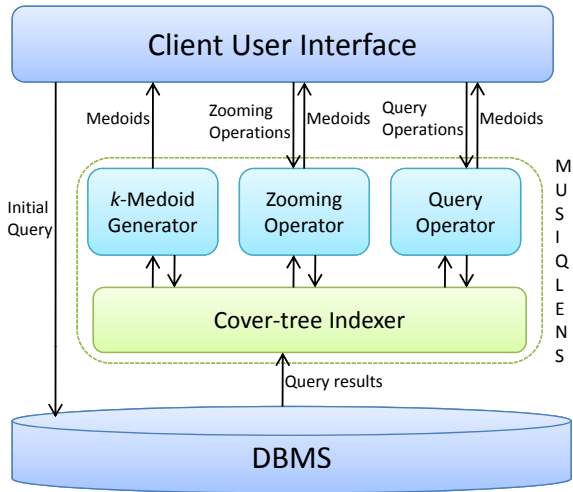 Client User Interface
Medoids
Zooming
Operations
Medoids
Query
Operations
Medoids
Initial
Query
k-Medoid
Generator
Zooming
Operator
Query
Operator
MUSIQLENS
Cover-tree Indexer
Query results
DBMS